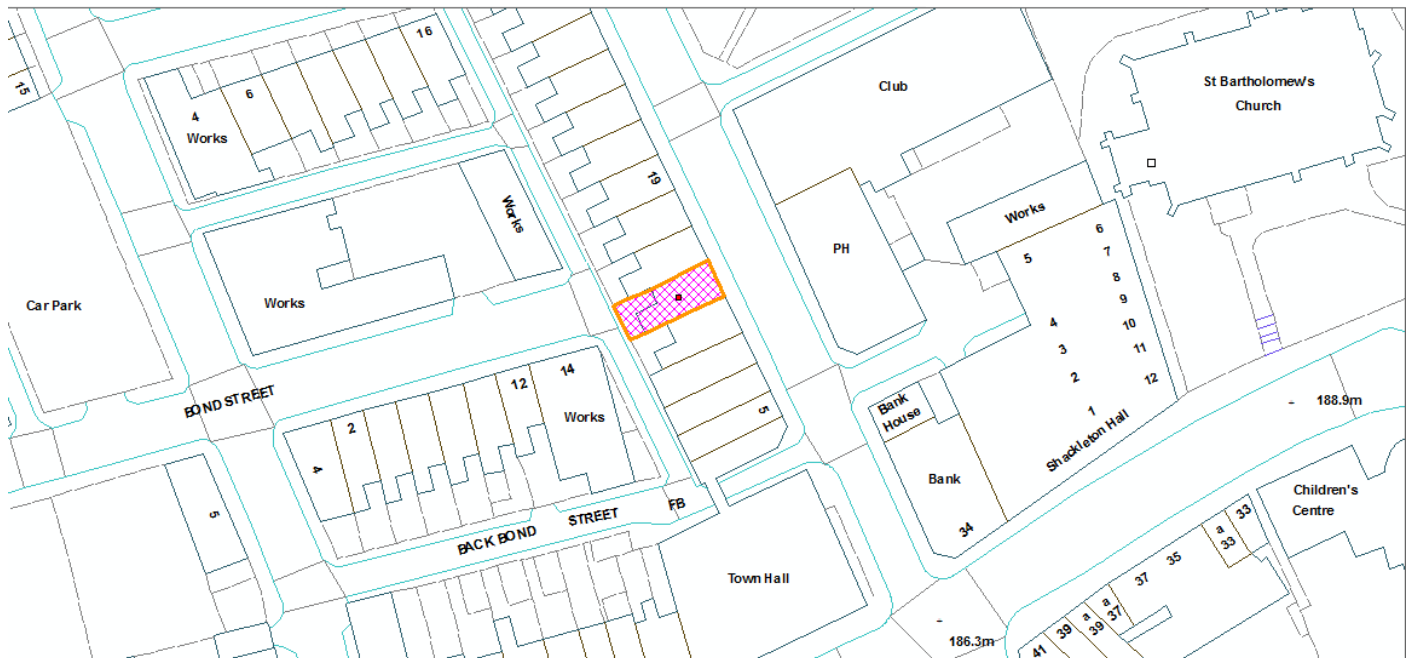 16
15
6
4
Works
Club
St Bartholomew's
Church
19
Works
Works
PH
6
5
7
8
9
10
11
12
4
3
2
1
Shackleton Hall
Car Park
Works
BOND STREET
12
14
Works
2
4
5
Bank
House
Bank
34
188.9m
5
BACK BOND STREET
FB
Town Hall
Children's
Centre
33
a
33
35
37
a
37
a
39
39
41
186.3m